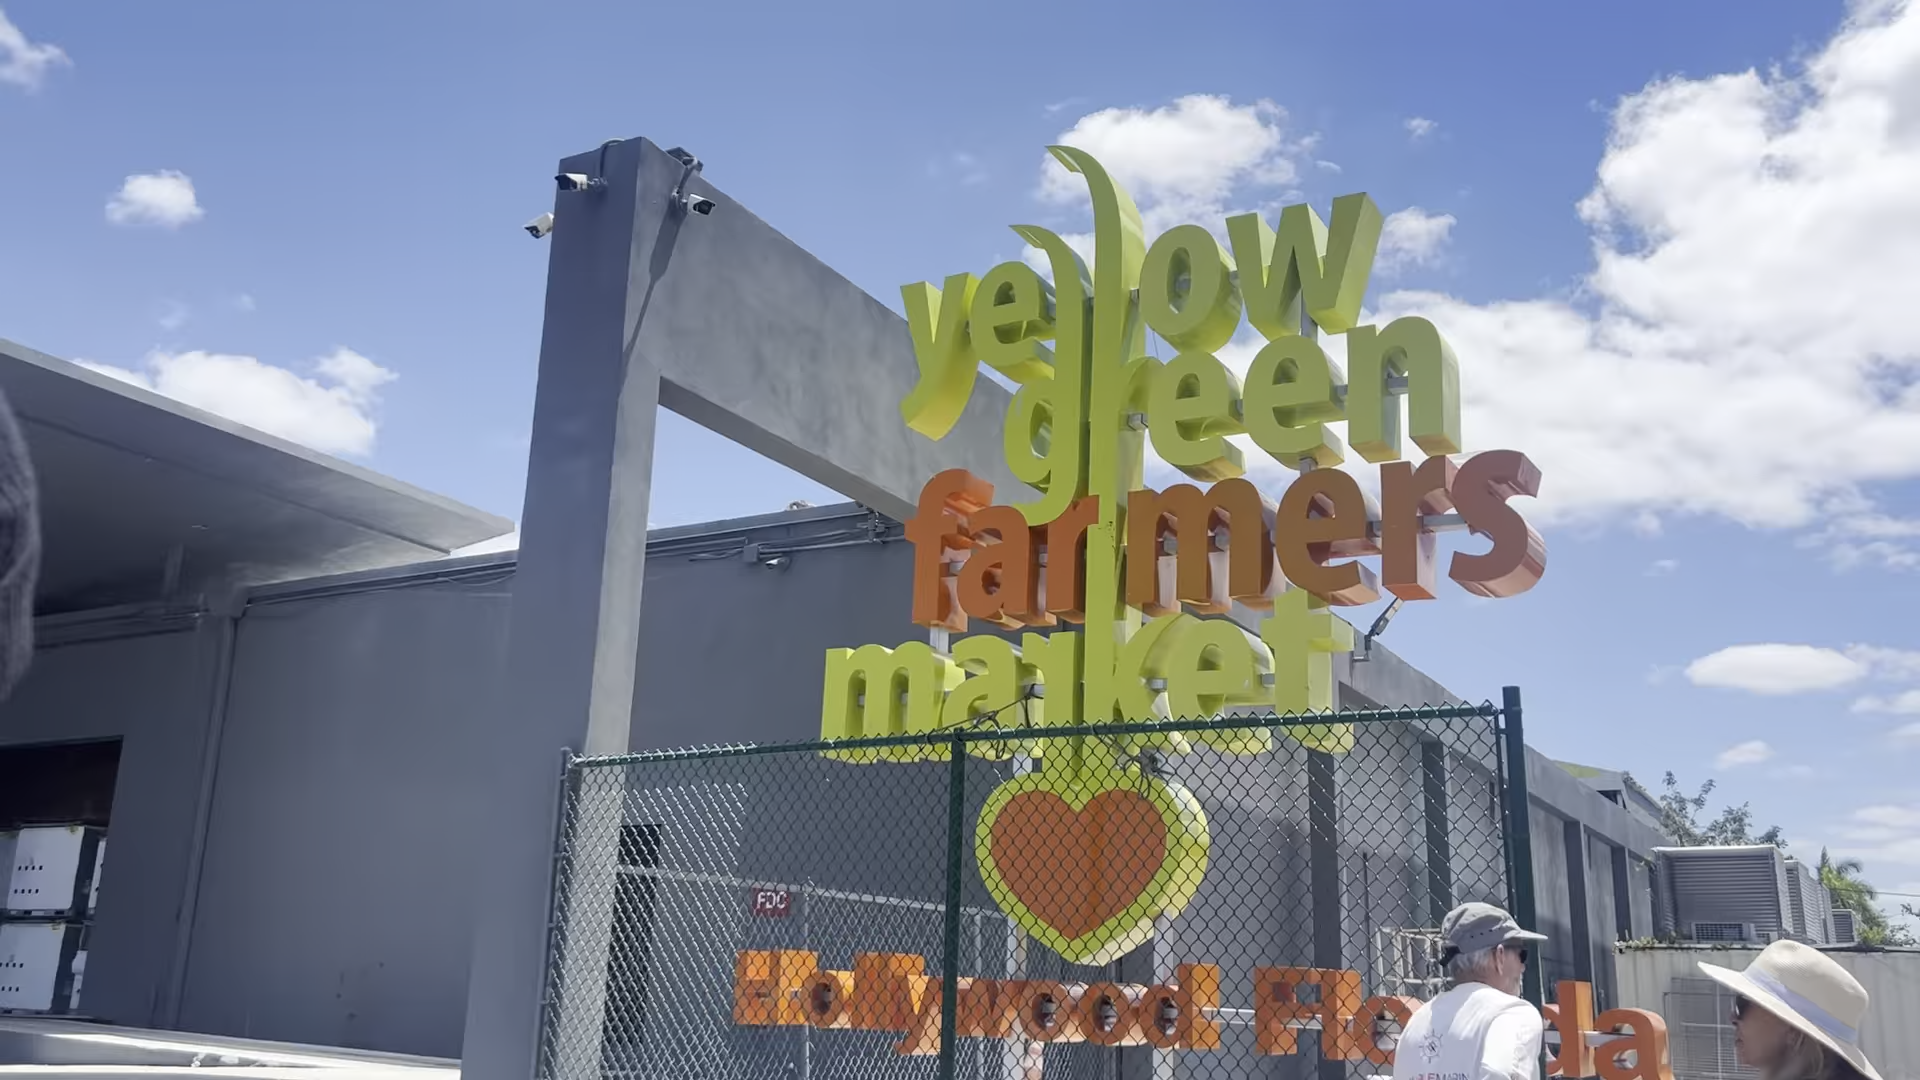 yellow
green
farmers
market
FDC
Hollywood Florida